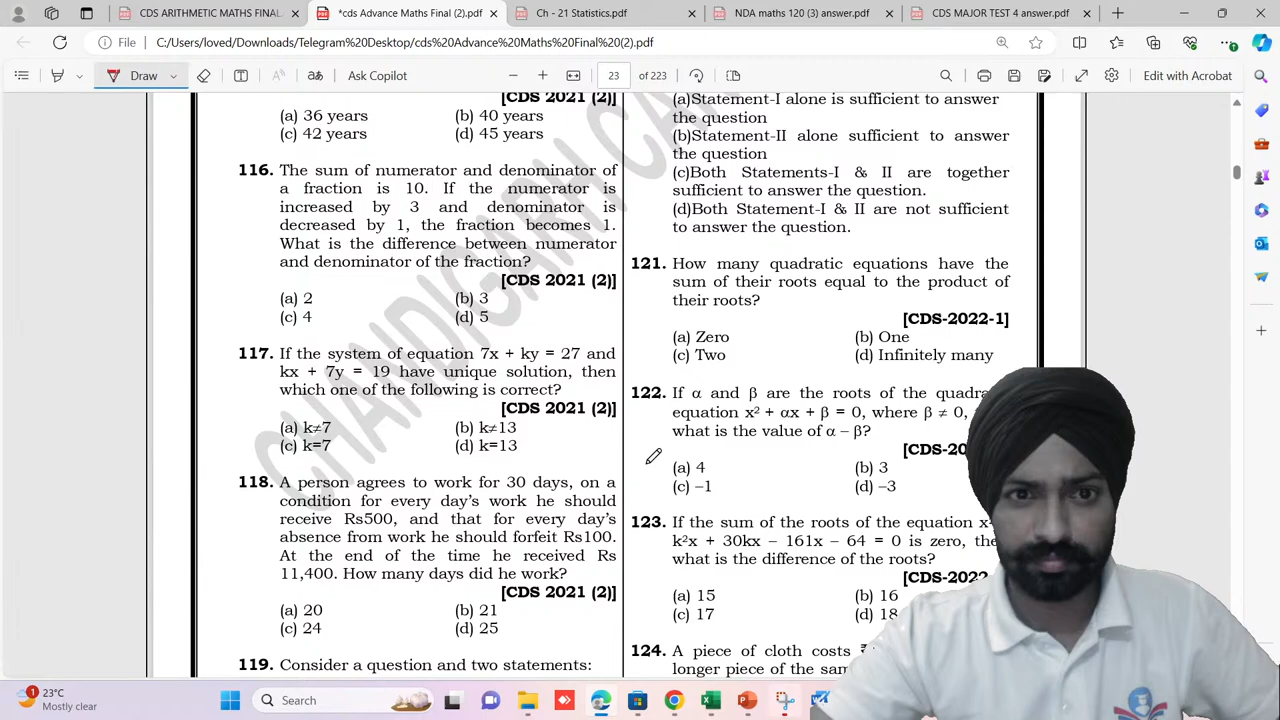 CDS ARITHMETIC MATHS FINAL
*cds Advance Maths Final (2).pdf
Ch - 21 Statistics.pdf
NDA maths 120 (3) answer.pdf
CDS MAJOR TEST 4 answer.pdf
File
C:/Users/loved/Downloads/Telegram%20Desktop/cds%20Advance%20Maths%20Final%20(2).pdf
Draw
Ask Copilot
23 of 223
Edit with Acrobat
CHANDIGARH
[CDS 2021 (2)]
(a) 36 years (b) 40 years
(c) 42 years (d) 45 years
116. The sum of numerator and denominator of
a fraction is 10. If the numerator is
increased by 3 and denominator is
decreased by 1, the fraction becomes 1.
What is the difference between numerator
and denominator of the fraction?
[CDS 2021 (2)]
(a) 2 (b) 3
(c) 4 (d) 5
117. If the system of equation 7x + ky = 27 and
kx + 7y = 19 have unique solution, then
which one of the following is correct?
[CDS 2021 (2)]
(a) k≠7 (b) k≠13
(c) k=7 (d) k=13
118. A person agrees to work for 30 days, on a
condition for every day's work he should
receive Rs500, and that for every day's
absence from work he should forfeit Rs100.
At the end of the time he received Rs
11,400. How many days did he work?
[CDS 2021 (2)]
(a) 20 (b) 21
(c) 24 (d) 25
119. Consider a question and two statements:
(a)Statement-I alone is sufficient to answer
the question
(b)Statement-II alone sufficient to answer
the question
(c)Both Statements-I & II are together
sufficient to answer the question.
(d)Both Statement-I & II are not sufficient
to answer the question.
121. How many quadratic equations have the
sum of their roots equal to the product of
their roots?
[CDS-2022-1]
(a) Zero (b) One
(c) Two (d) Infinitely many
122. If α and β are the roots of the
equation x² + αx + β = 0, where β ≠ 0,
what is the value of α – β?
(a) 4 (b) 3
(c) –1 (d) –3
123. If the sum of the roots of the equation
k²x + 30kx – 161x – 64 = 0 is zero,
what is the difference of the roots?
(a) 15 (b) 16
(c) 17 (d) 18
124. A piece of cloth costs
longer piece of the
1
23°C
Mostly clear
Search